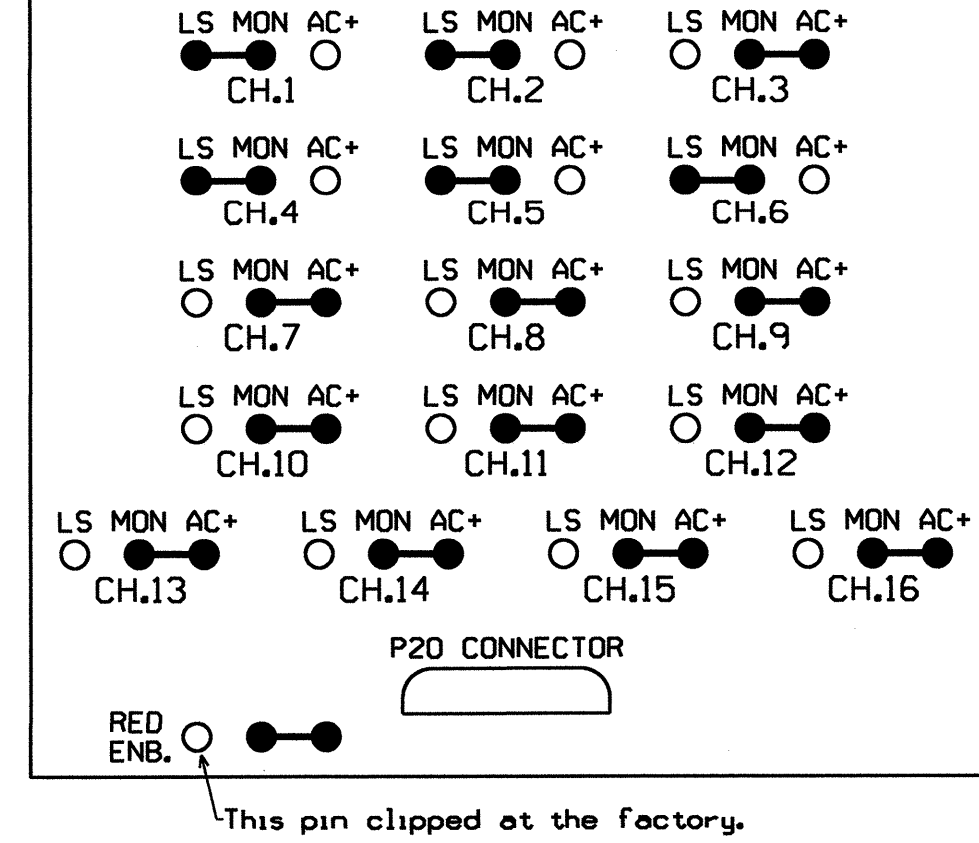 LS MON AC+ LS MON AC+ LS MON AC+
CH.1 CH.2 CH.3
LS MON AC+ LS MON AC+ LS MON AC+
CH.4 CH.5 CH.6
LS MON AC+ LS MON AC+ LS MON AC+
CH.7 CH.8 CH.9
LS MON AC+ LS MON AC+ LS MON AC+
CH.10 CH.11 CH.12
LS MON AC+ LS MON AC+ LS MON AC+ LS MON AC+
CH.13 CH.14 CH.15 CH.16
P20 CONNECTOR
RED
ENB.
This pin clipped at the factory.